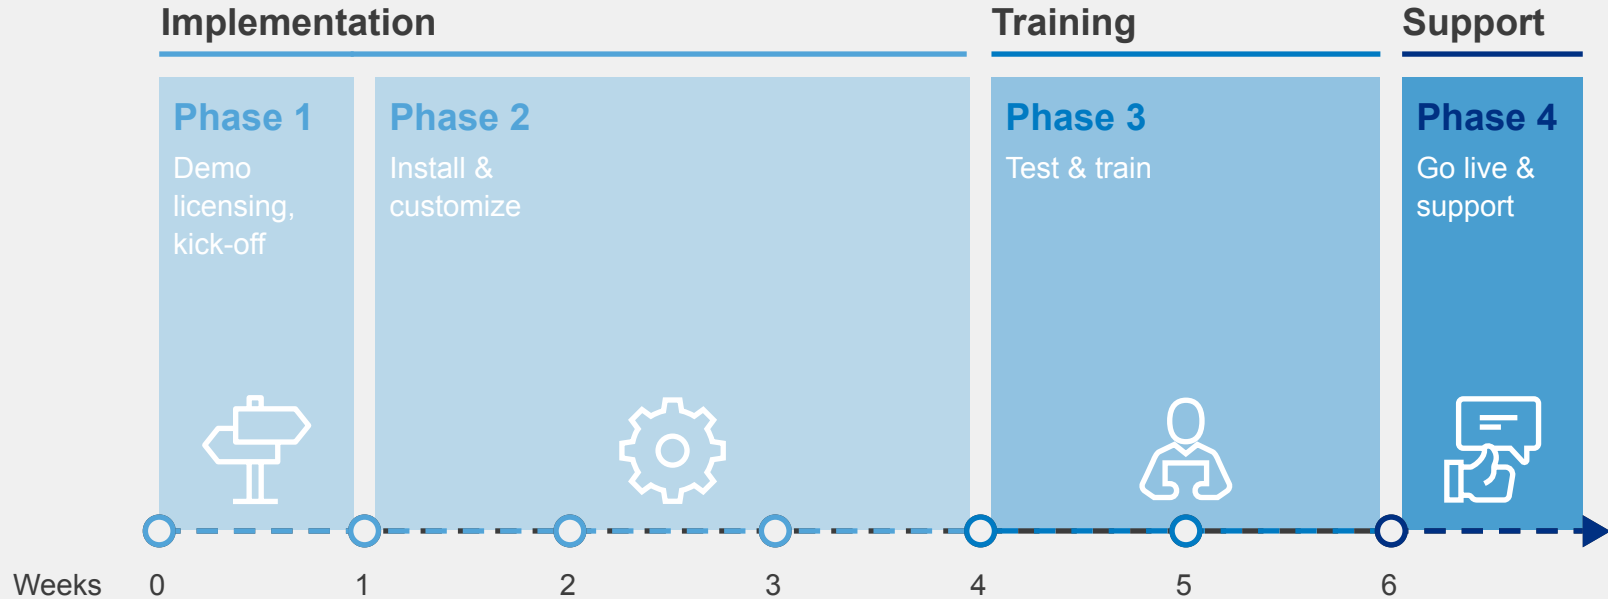 Implementation
Training
Support
Phase 1
Demo
licensing,
kick-off
Phase 2
Install &
customize
Phase 3
Test & train
Phase 4
Go live &
support
Weeks 0 1 2 3 4 5 6